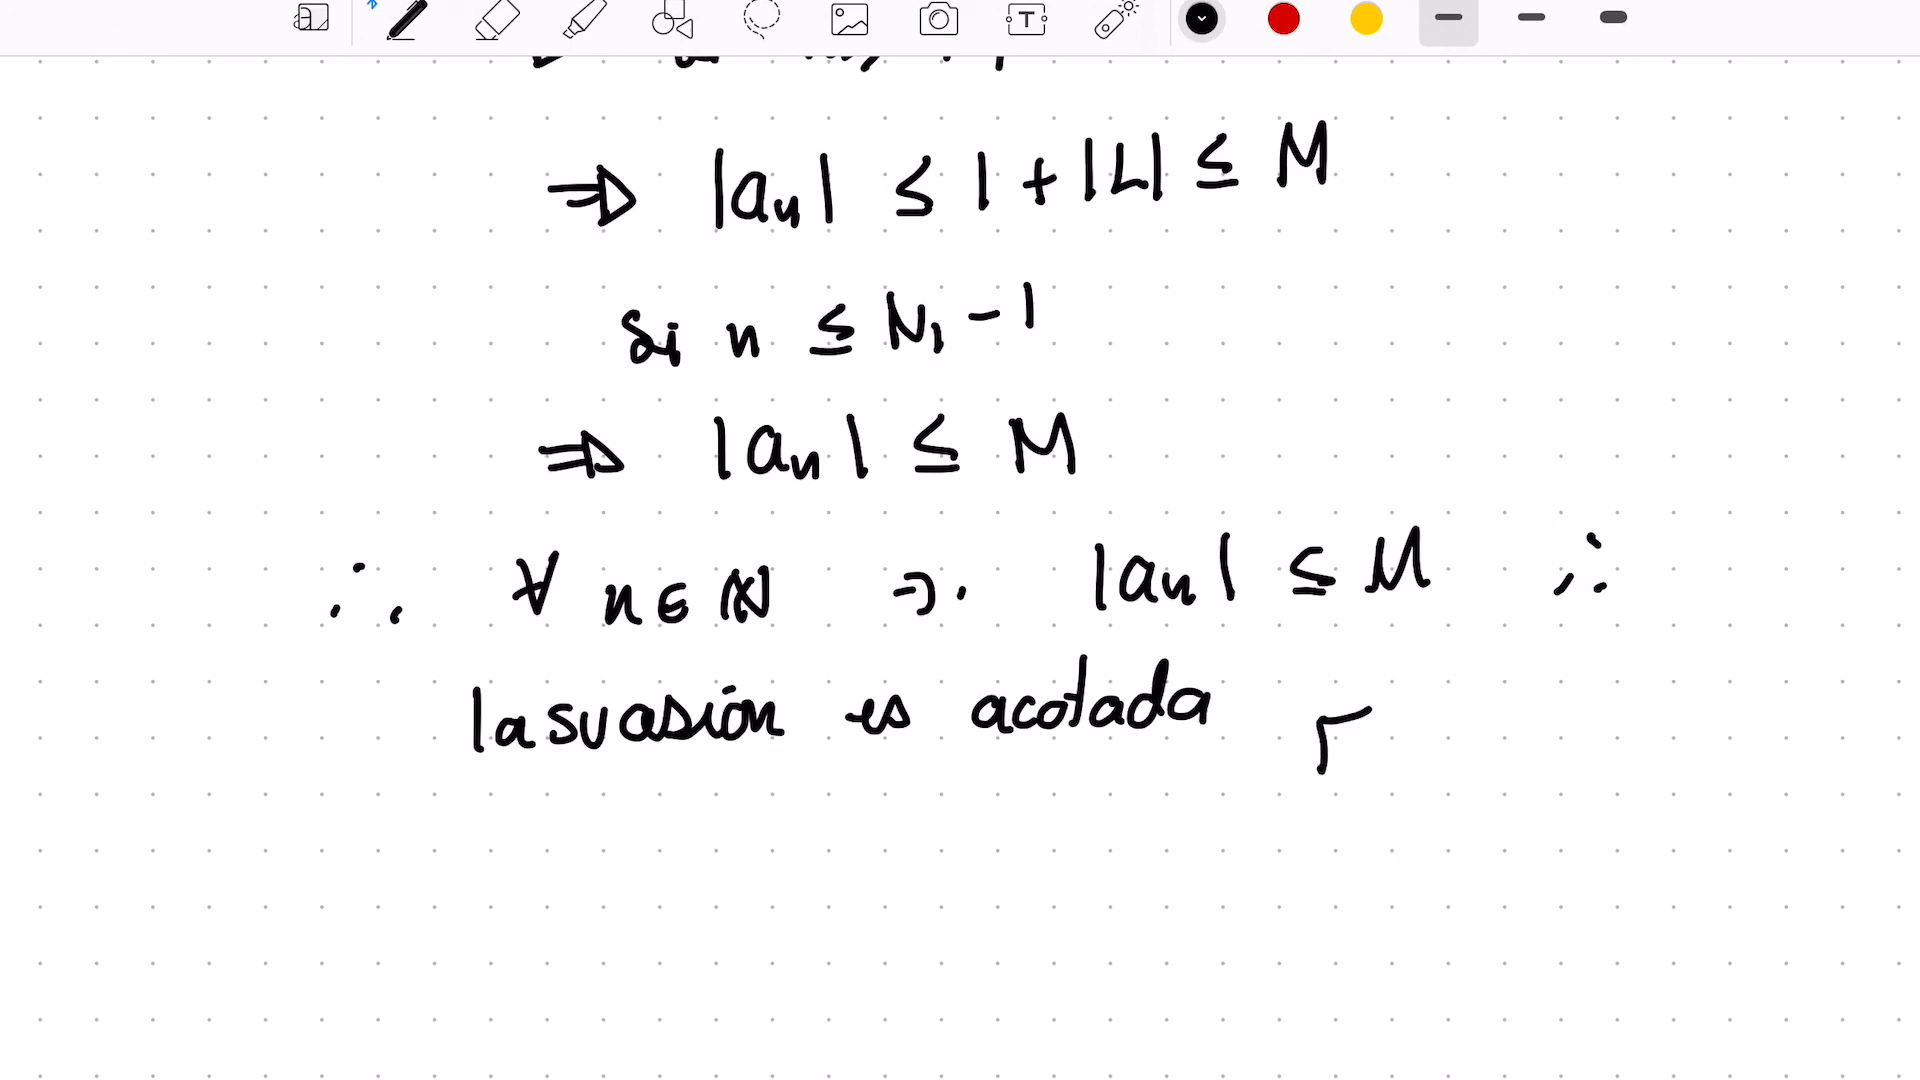 ⇒ |aₙ| ≤ 1 + |L| ≤ M
si n ≤ N₁ - 1
⇒ |aₙ| ≤ M
∴ ∀ n ∈ ℕ ⇒ |aₙ| ≤ M ∴
la suasión es acotada